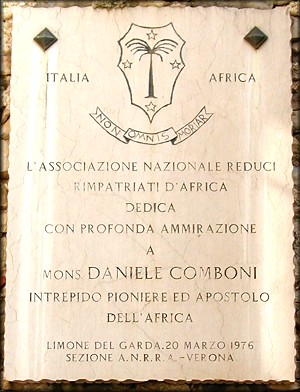 ITALIA AFRICA
NON OMNIS MORIAR
L'ASSOCIAZIONE NAZIONALE REDUCI
RIMPATRIATI D'AFRICA
DEDICA
CON PROFONDA AMMIRAZIONE
A
MONS. DANIELE COMBONI
INTREPIDO PIONIERE ED APOSTOLO
DELL'AFRICA
LIMONE DEL GARDA, 20 MARZO 1976
SEZIONE A.N.R.R.A.-VERONA.